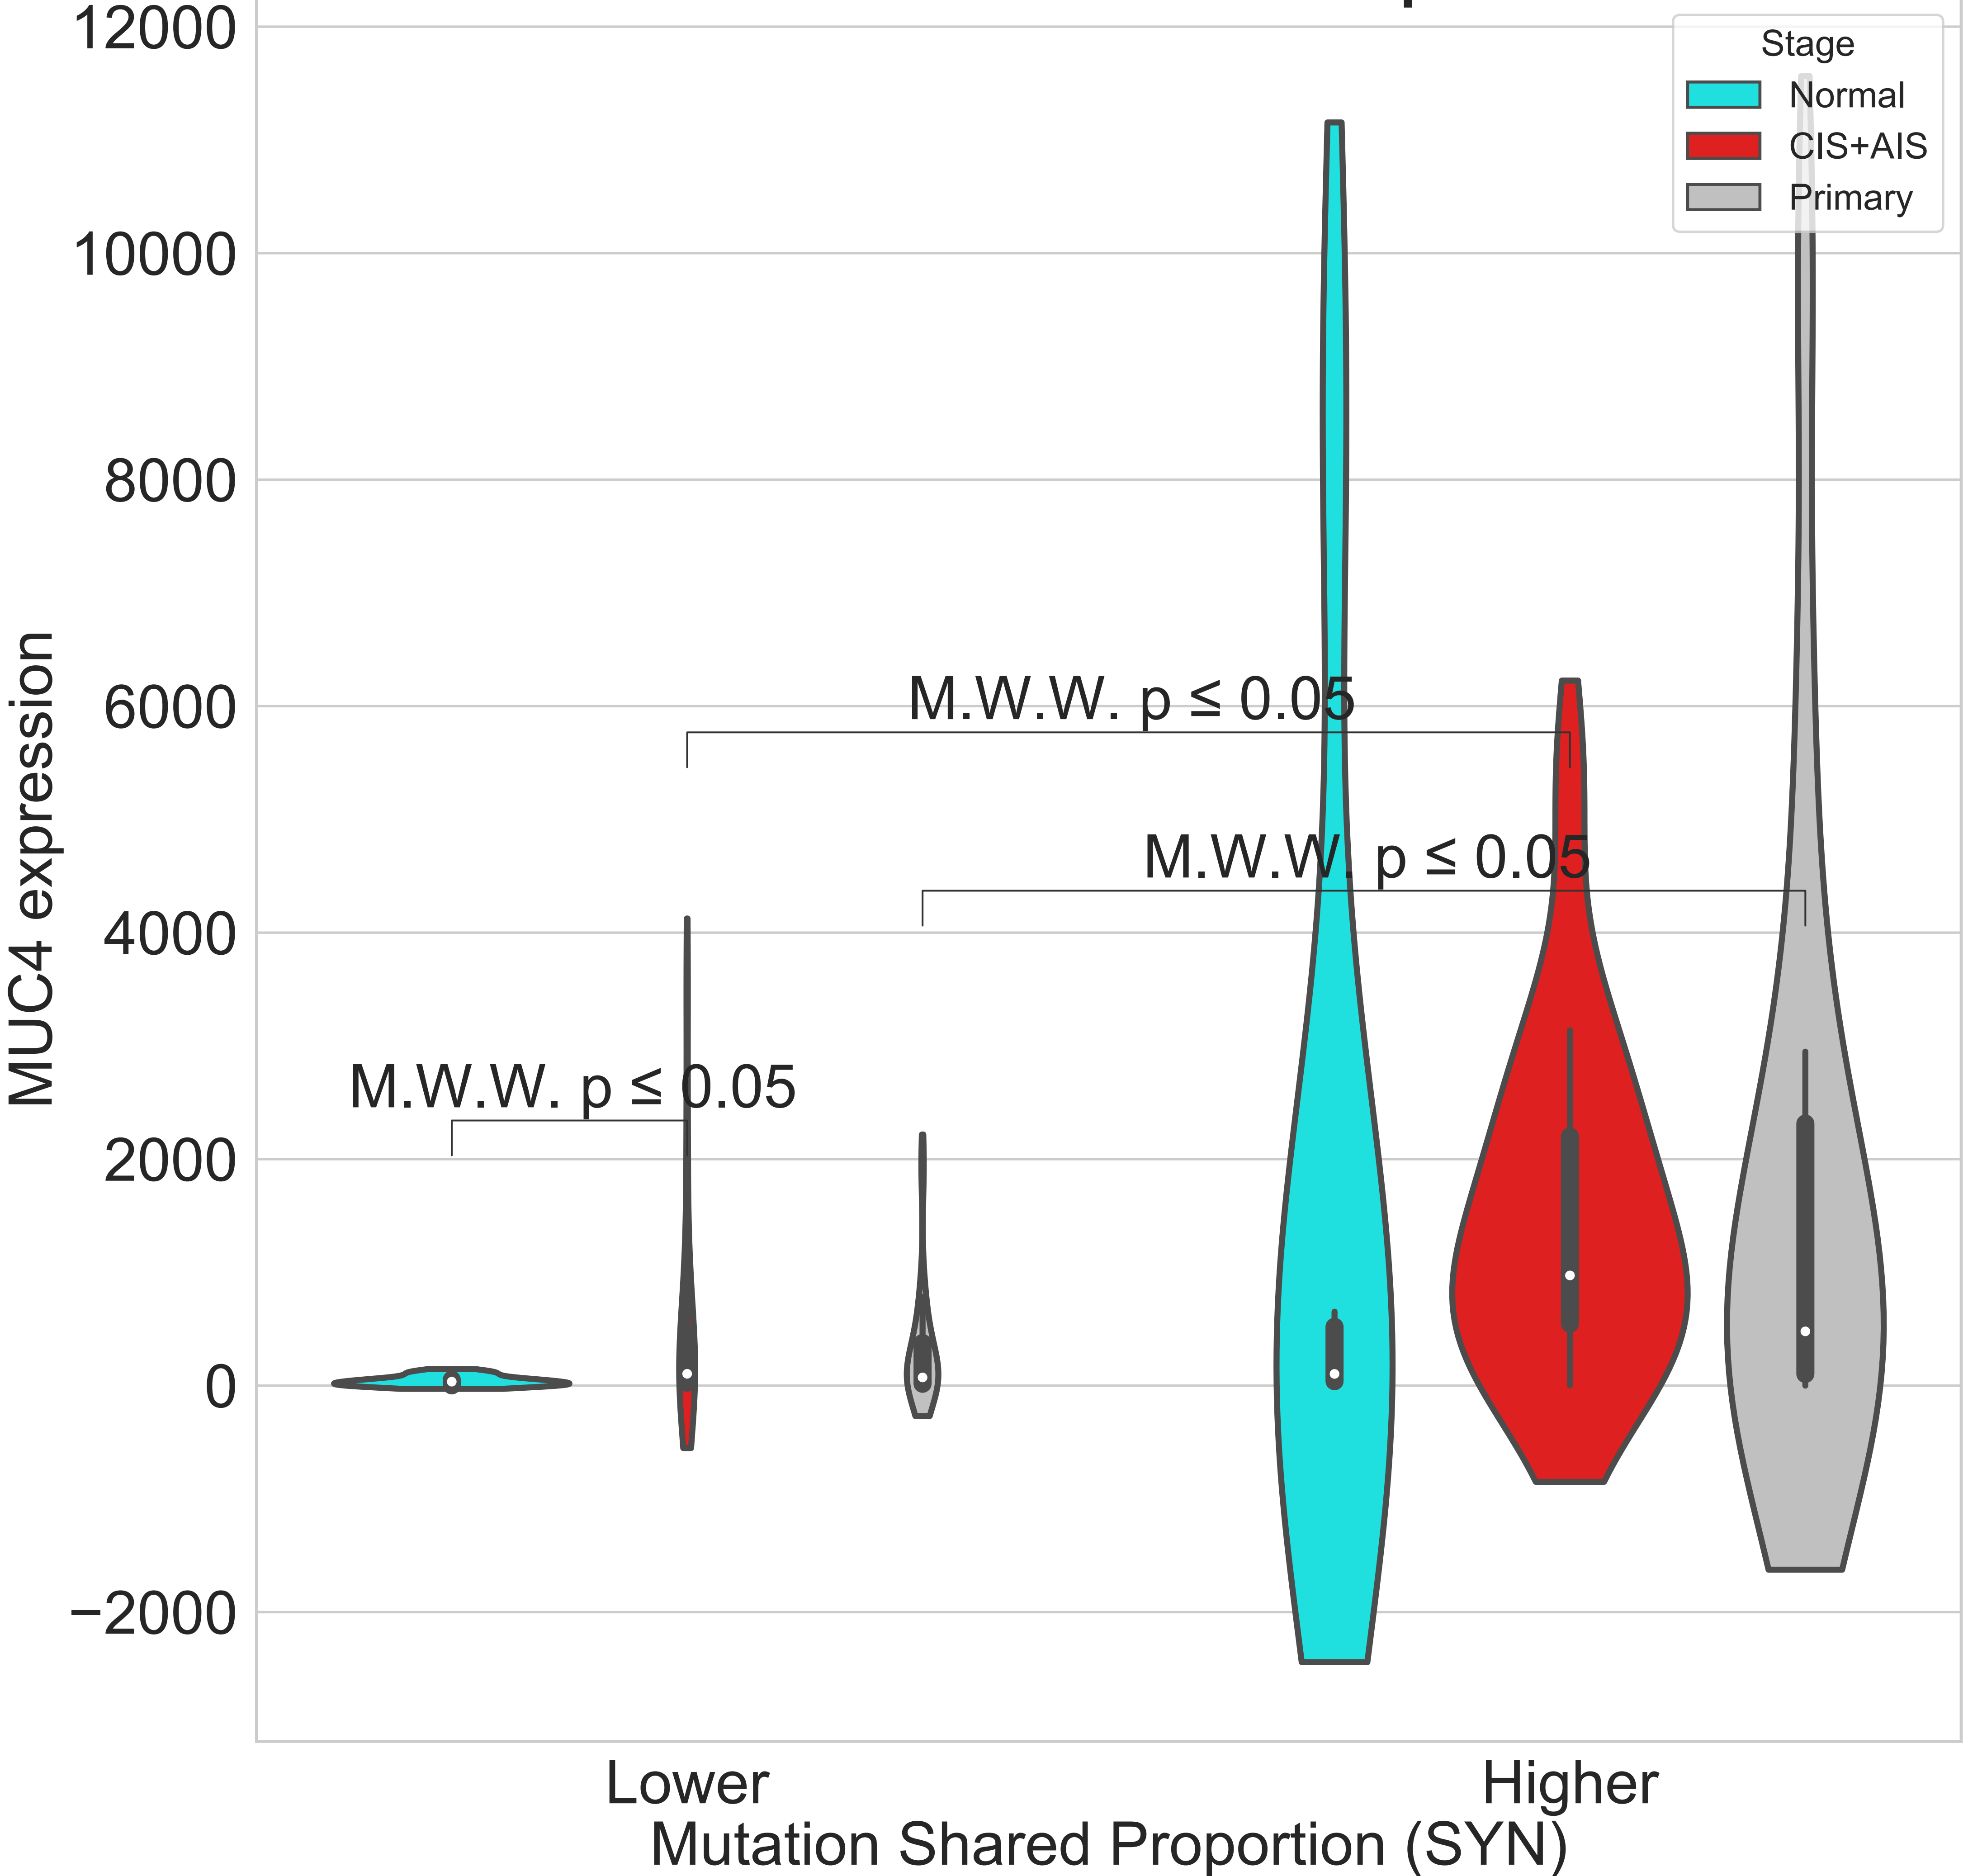 12000
10000
8000
6000
4000
2000
0
−2000
MUC4 expression
Stage
Normal
CIS+AIS
Primary
M.W.W. p ≤ 0.05
M.W.W. p ≤ 0.05
M.W.W. p ≤ 0.05
Lower
Higher
Mutation Shared Proportion (SYN)